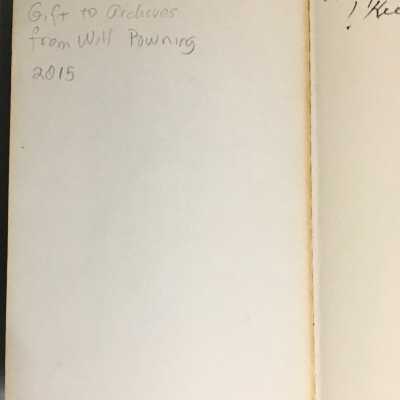 Gift to Archives
from Will Powning
2015